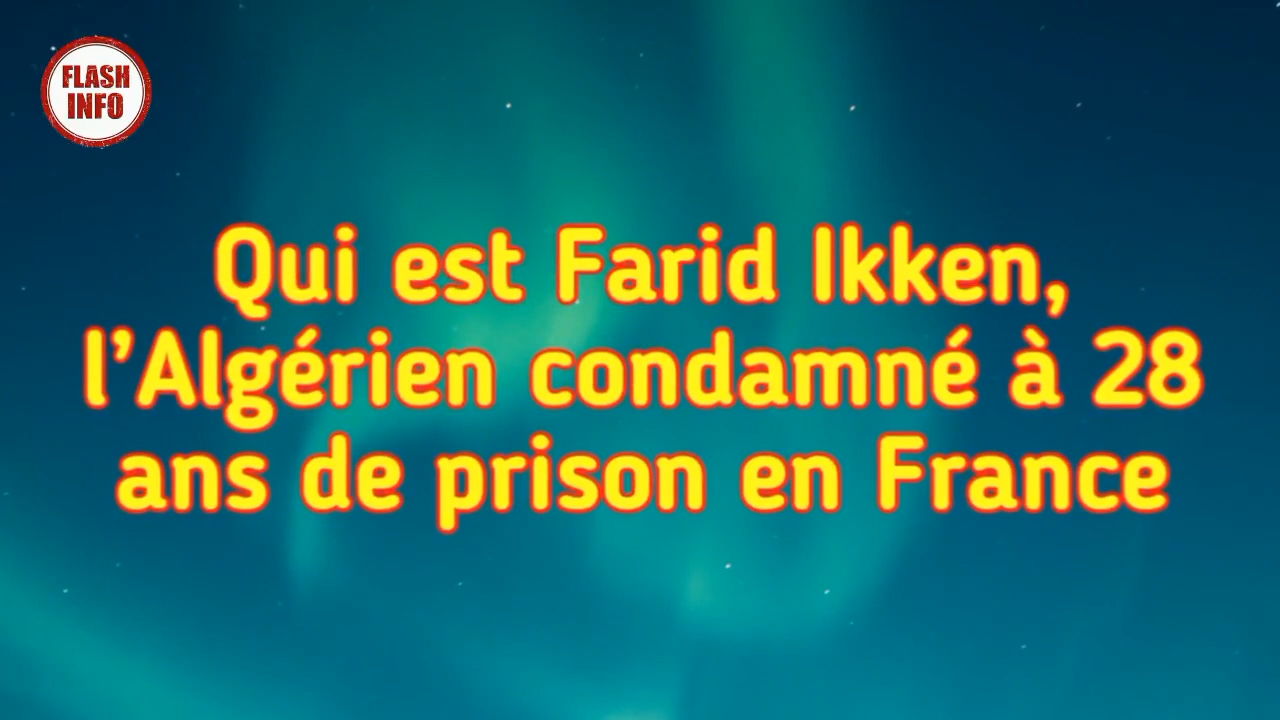 FLASH
INFO
Qui est Farid Ikken,
l’Algérien condamné à 28
ans de prison en France